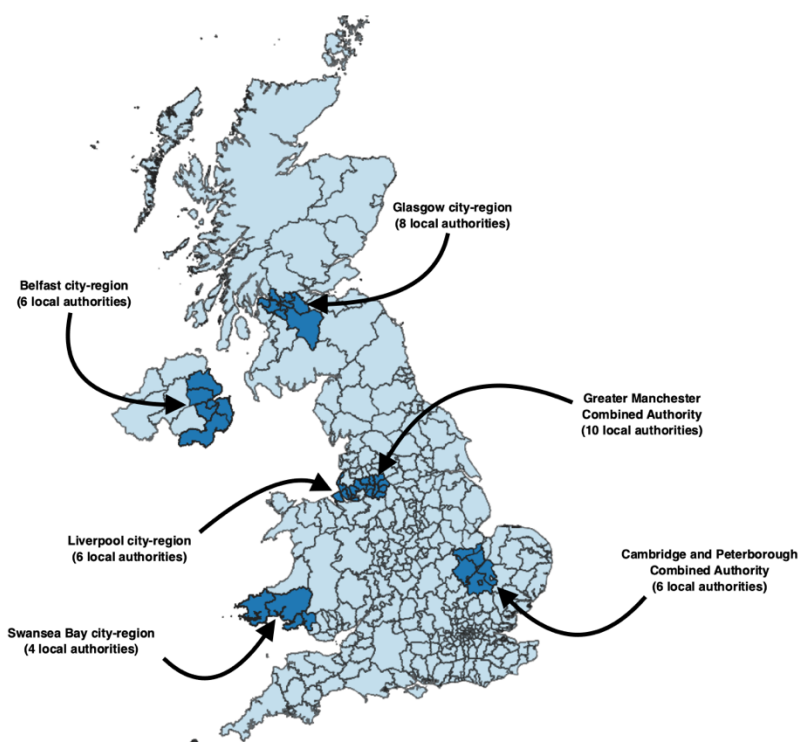 Glasgow city-region
(8 local authorities)
Belfast city-region
(6 local authorities)
Greater Manchester
Combined Authority
(10 local authorities)
Liverpool city-region
(6 local authorities)
Cambridge and Peterborough
Combined Authority
(6 local authorities)
Swansea Bay city-region
(4 local authorities)